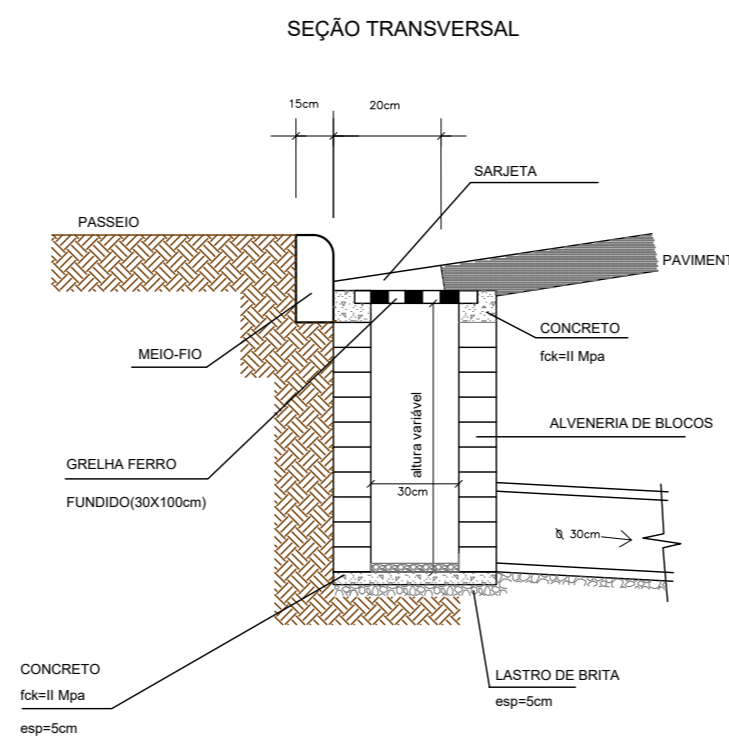 SEÇÃO TRANSVERSAL
15cm
20cm
SARJETA
PASSEIO
PAVIMENT
CONCRETO
fck=II Mpa
MEIO-FIO
altura variável
ALVENERIA DE BLOCOS
GRELHA FERRO
FUNDIDO(30X100cm)
30cm
30cm
CONCRETO
fck=II Mpa
esp=5cm
LASTRO DE BRITA
esp=5cm